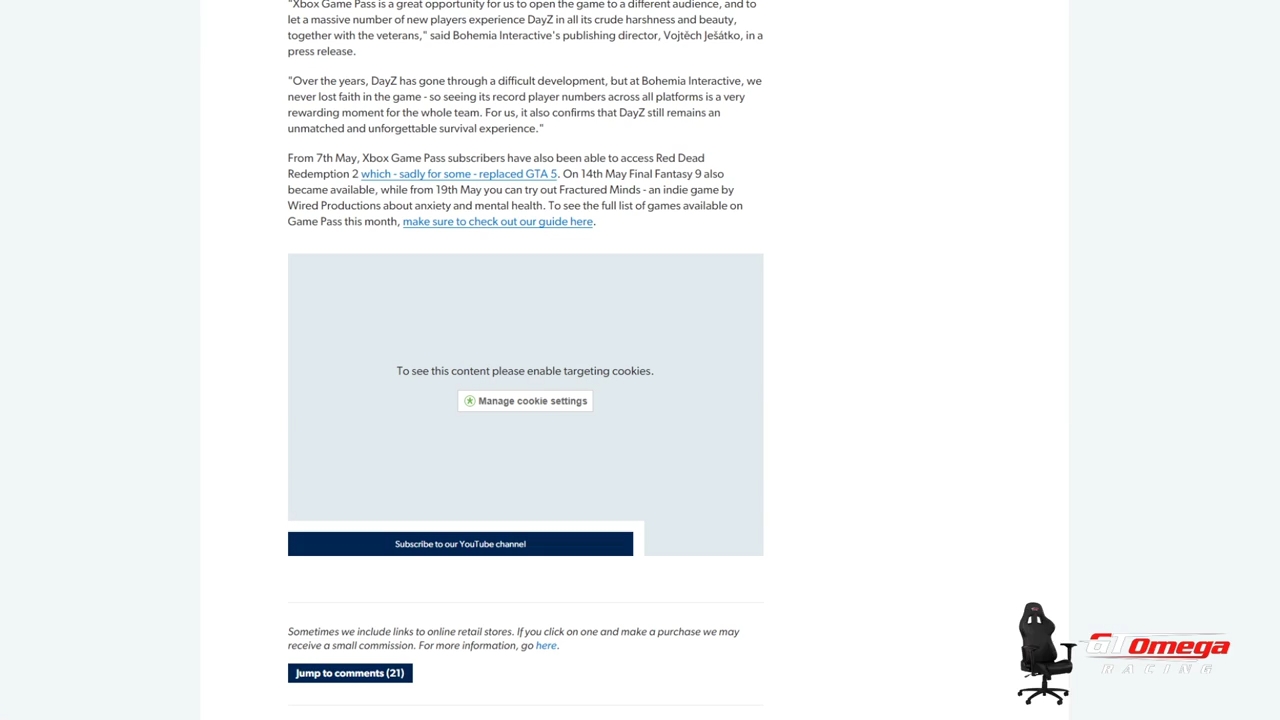 "Xbox Game Pass is a great opportunity for us to open the game to a different audience, and to
let a massive number of new players experience DayZ in all its crude harshness and beauty,
together with the veterans," said Bohemia Interactive's publishing director, Vojtěch Ješátko, in a
press release.
"Over the years, DayZ has gone through a difficult development, but at Bohemia Interactive, we
never lost faith in the game - so seeing its record player numbers across all platforms is a very
rewarding moment for the whole team. For us, it also confirms that DayZ still remains an
unmatched and unforgettable survival experience."
From 7th May, Xbox Game Pass subscribers have also been able to access Red Dead
Redemption 2 which - sadly for some - replaced GTA 5. On 14th May Final Fantasy 9 also
became available, while from 19th May you can try out Fractured Minds - an indie game by
Wired Productions about anxiety and mental health. To see the full list of games available on
Game Pass this month, make sure to check out our guide here.
To see this content please enable targeting cookies.
Manage cookie settings
Subscribe to our YouTube channel
Sometimes we include links to online retail stores. If you click on one and make a purchase we may
receive a small commission. For more information, go here.
Jump to comments (21)
GTOmega
RACING